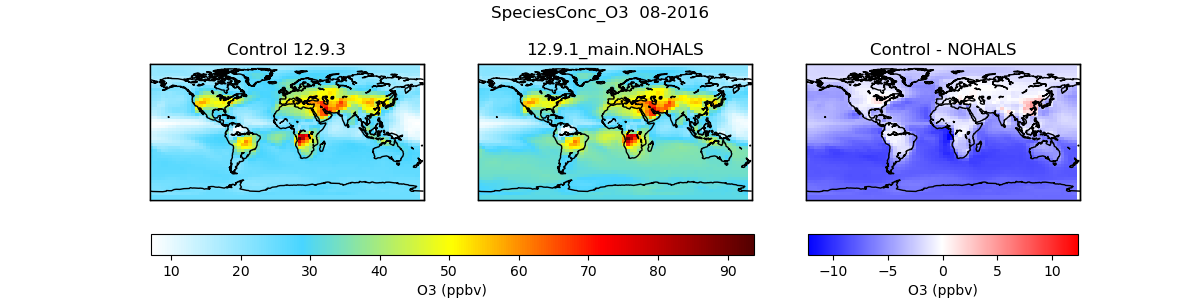 SpeciesConc_O3  08-2016
Control 12.9.3
12.9.1_main.NOHALS
Control - NOHALS
10 20 30 40 50 60 70 80 90
O3 (ppbv)
−10 −5 0 5 10
O3 (ppbv)